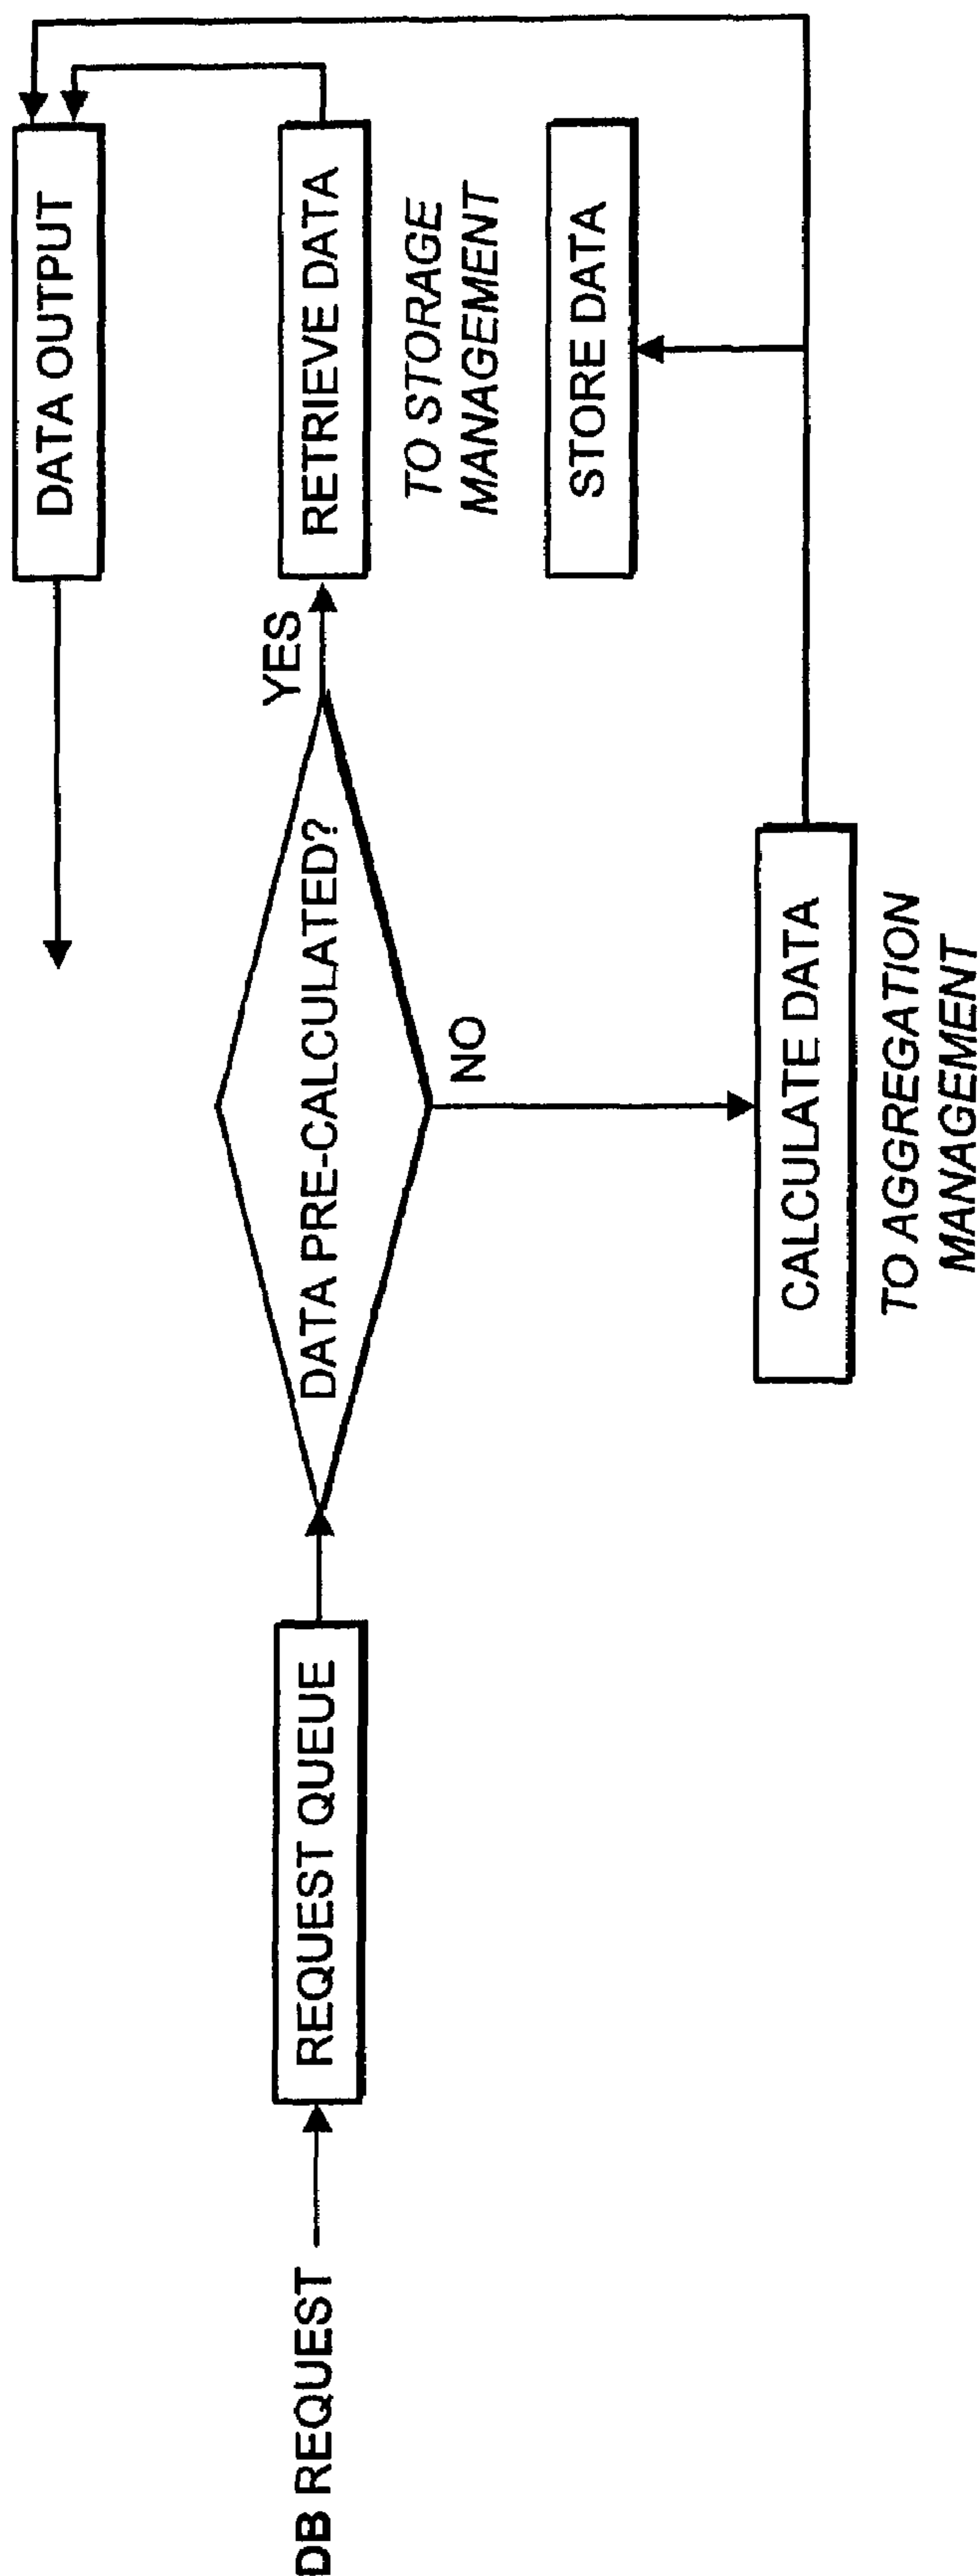 DB REQUEST
REQUEST QUEUE
DATA PRE-CALCULATED?
YES
NO
DATA OUTPUT
RETRIEVE DATA
TO STORAGE
MANAGEMENT
STORE DATA
CALCULATE DATA
TO AGGREGATION
MANAGEMENT